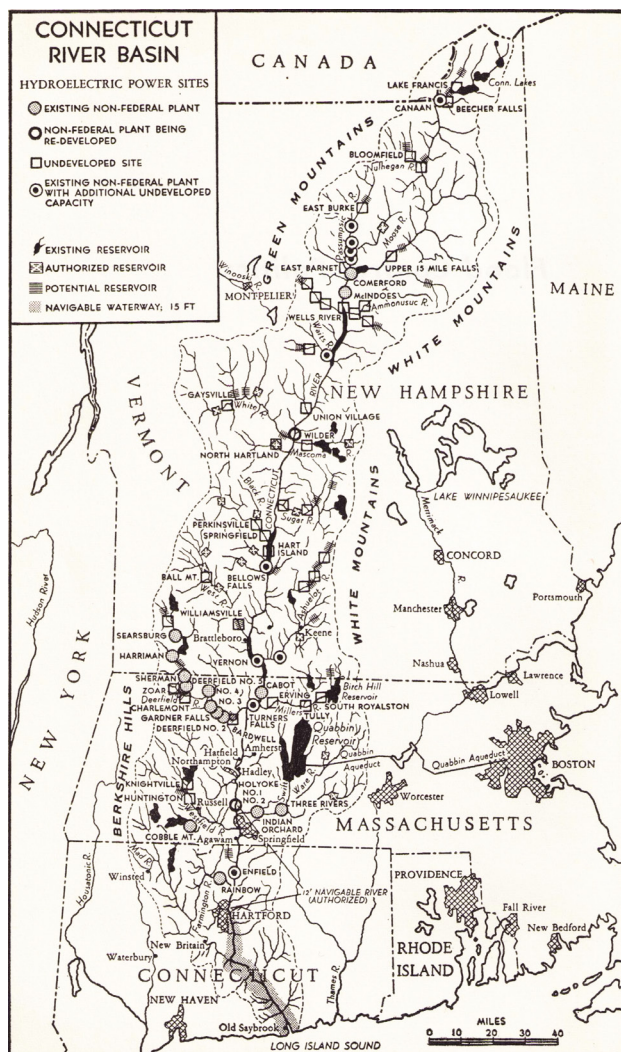 CONNECTICUT
RIVER BASIN
HYDROELECTRIC POWER SITES
EXISTING NON-FEDERAL PLANT
NON-FEDERAL PLANT BEING
RE-DEVELOPED
UNDEVELOPED SITE
EXISTING NON-FEDERAL PLANT
WITH ADDITIONAL UNDEVELOPED
CAPACITY
EXISTING RESERVOIR
AUTHORIZED RESERVOIR
POTENTIAL RESERVOIR
NAVIGABLE WATERWAY; 15 FT
CANADA
LAKE FRANCIS
Conn. Lakes
CANAAN
BEECHER FALLS
GREEN MOUNTAINS
BLOOMFIELD
Nulhegan R.
EAST BURKE
Passumpsic R.
Moose R.
EAST BARNET
UPPER 15 MILE FALLS
Winooski R.
MONTPELIER
COMERFORD
McINDOES
Ammonusuc R.
WELLS RIVER
Waits R.
WHITE MOUNTAINS
MAINE
VERMONT
NEW HAMPSHIRE
GAYSVILLE
White R.
RIVER
UNION VILLAGE
WILDER
NORTH HARTLAND
Mascoma R.
Black R.
CONNECTICUT
Sugar R.
LAKE WINNIPESAUKEE
Merrimack R.
PERKINSVILLE
SPRINGFIELD
HART
ISLAND
WHITE MOUNTAINS
CONCORD
BALL MT.
BELLOWS
FALLS
West R.
Ashuelot R.
Portsmouth
Hudson River
WILLIAMSVILLE
Manchester
SEARSBURG
Brattleboro
Keene
HARRIMAN
VERNON
Nashua
Lawrence
Lowell
NEW YORK
SHERMAN
DEERFIELD NO. 5
CABOT
Birch Hill
Reservoir
ZOAR
NO. 4
ERVING
Deerfield R.
NO. 3
Millers R.
SOUTH ROYALSTON
CHARLEMONT
TULLY
GARDNER FALLS
TURNERS
FALLS
DEERFIELD NO. 2
BARDWELL
Quabbin
Reservoir
BERKSHIRE HILLS
Hatfield
Amherst
Quabbin
Aqueduct
Quabbin Aqueduct
BOSTON
Northampton
Hadley
KNIGHTVILLE
HOLYOKE
NO. 1
NO. 2
Swift
Ware R.
HUNTINGTON
Russell
THREE RIVERS
Worcester
Westfield R.
INDIAN
ORCHARD
MASSACHUSETTS
COBBLE MT.
Agawam
Springfield
Housatonic R.
Mad R.
Winsted
ENFIELD
RAINBOW
12' NAVIGABLE RIVER
(AUTHORIZED)
PROVIDENCE
Farmington R.
HARTFORD
Fall River
New Britain
New Bedford
Waterbury
RHODE
ISLAND
CONNECTICUT
Thames R.
NEW HAVEN
Old Saybrook
MILES
0 10 20 30 40
LONG ISLAND SOUND